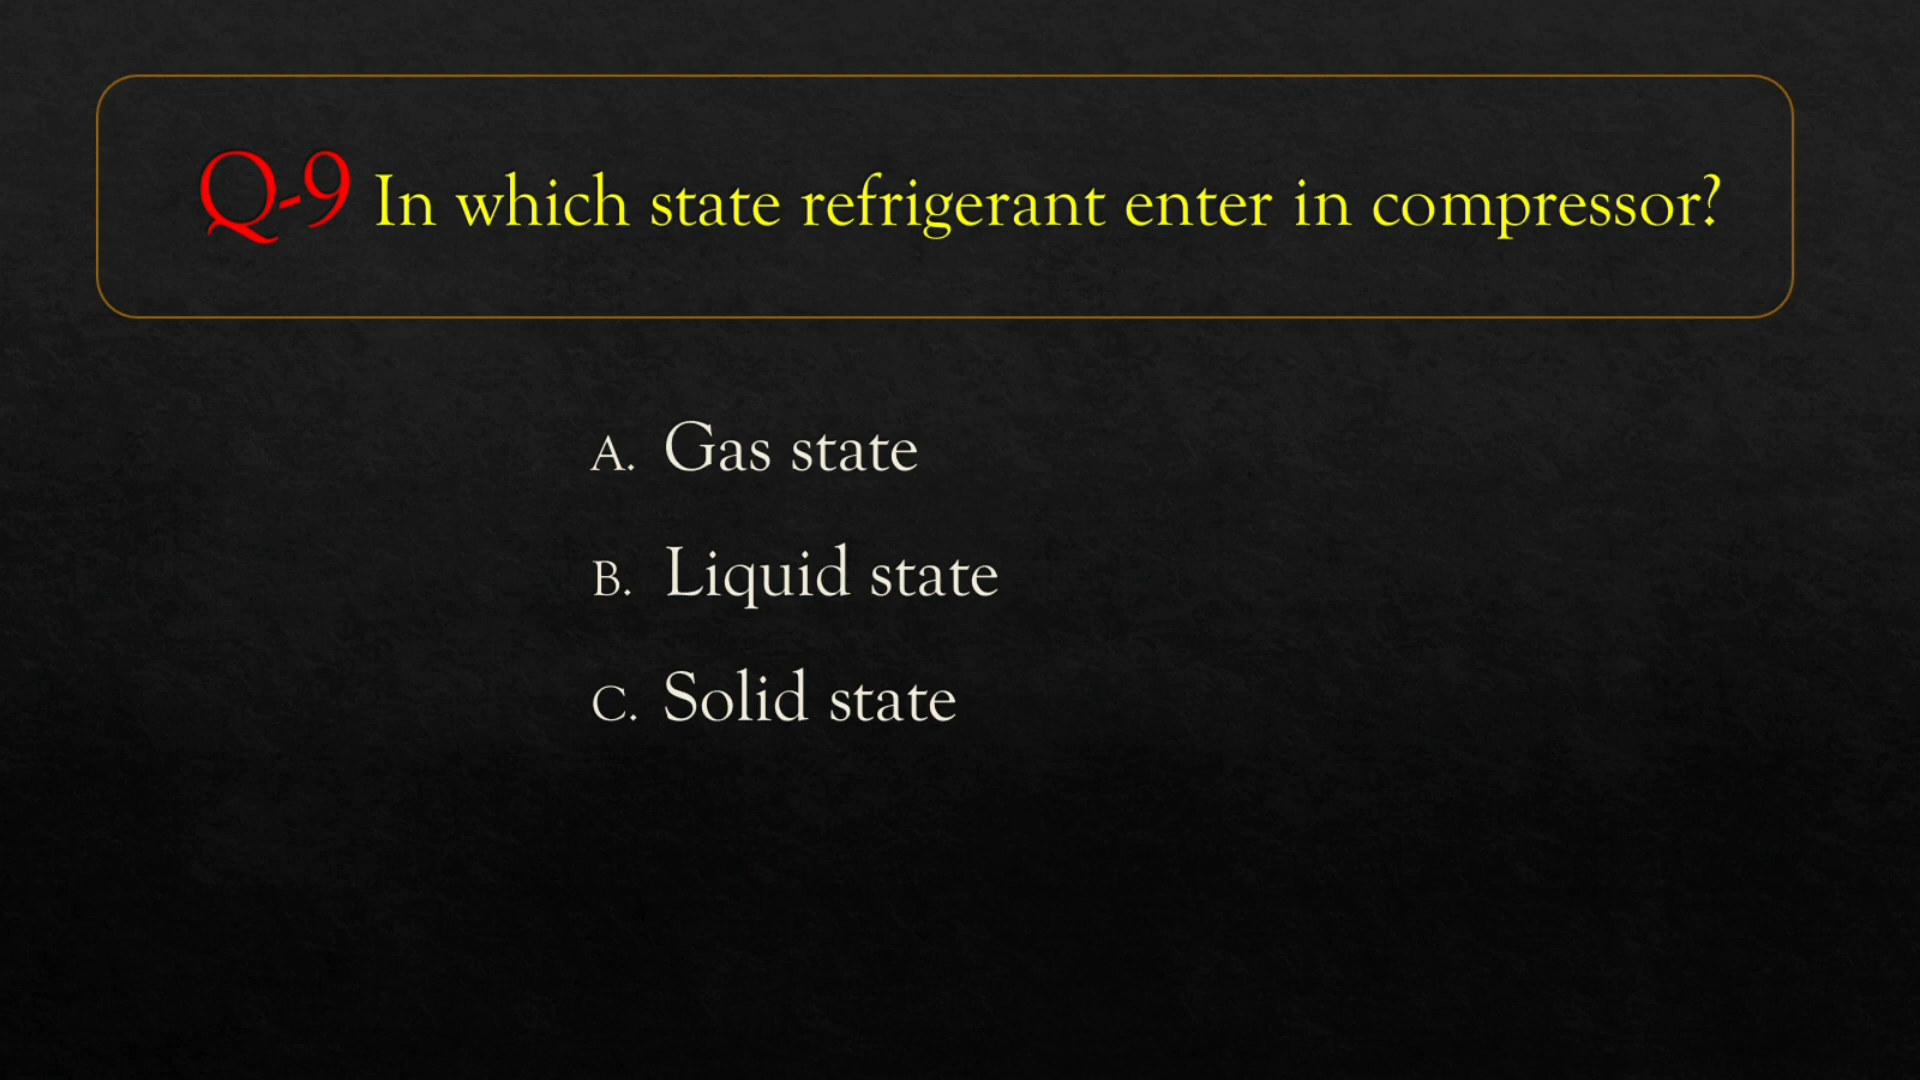 Q-9 In which state refrigerant enter in compressor?
A. Gas state
B. Liquid state
C. Solid state